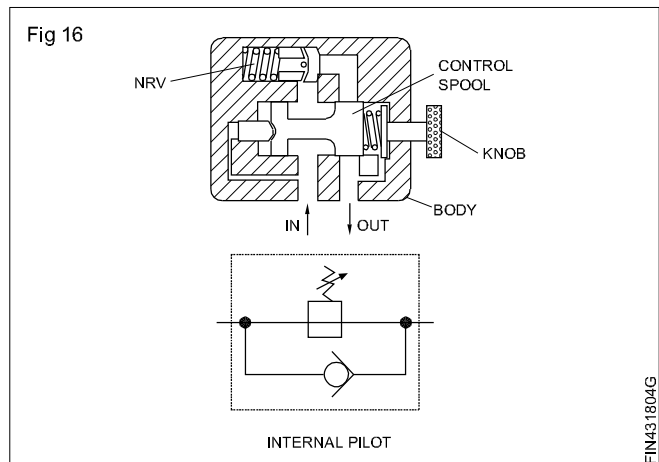 Fig 16
NRV
CONTROL
SPOOL
KNOB
BODY
IN
OUT
INTERNAL PILOT
FIN431804G